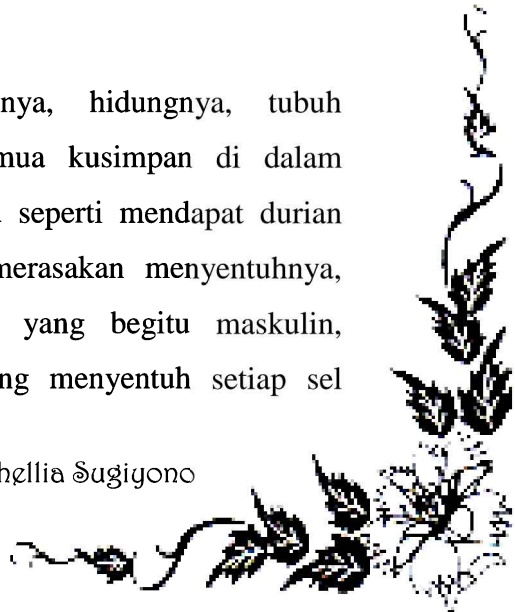 nya, hidungnya, tubuh
mua kusimpan di dalam
seperti mendapat durian
merasakan menyentuhnya,
yang begitu maskulin,
ng menyentuh setiap sel
hellia Sugiyono